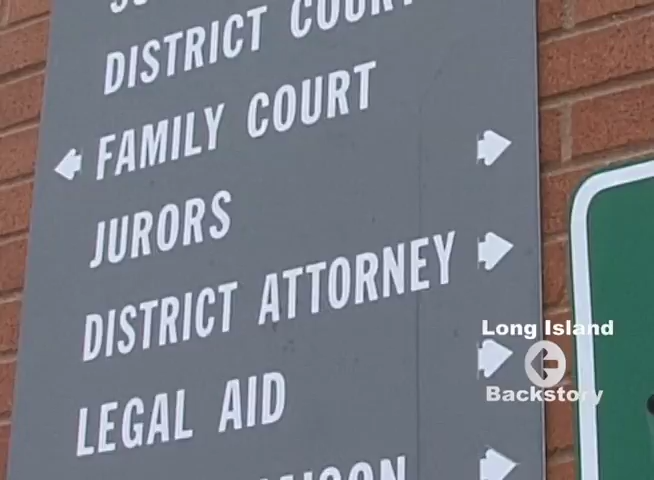 DISTRICT COURT
FAMILY COURT
JURORS
DISTRICT ATTORNEY
LEGAL AID
Long Island
Backstory